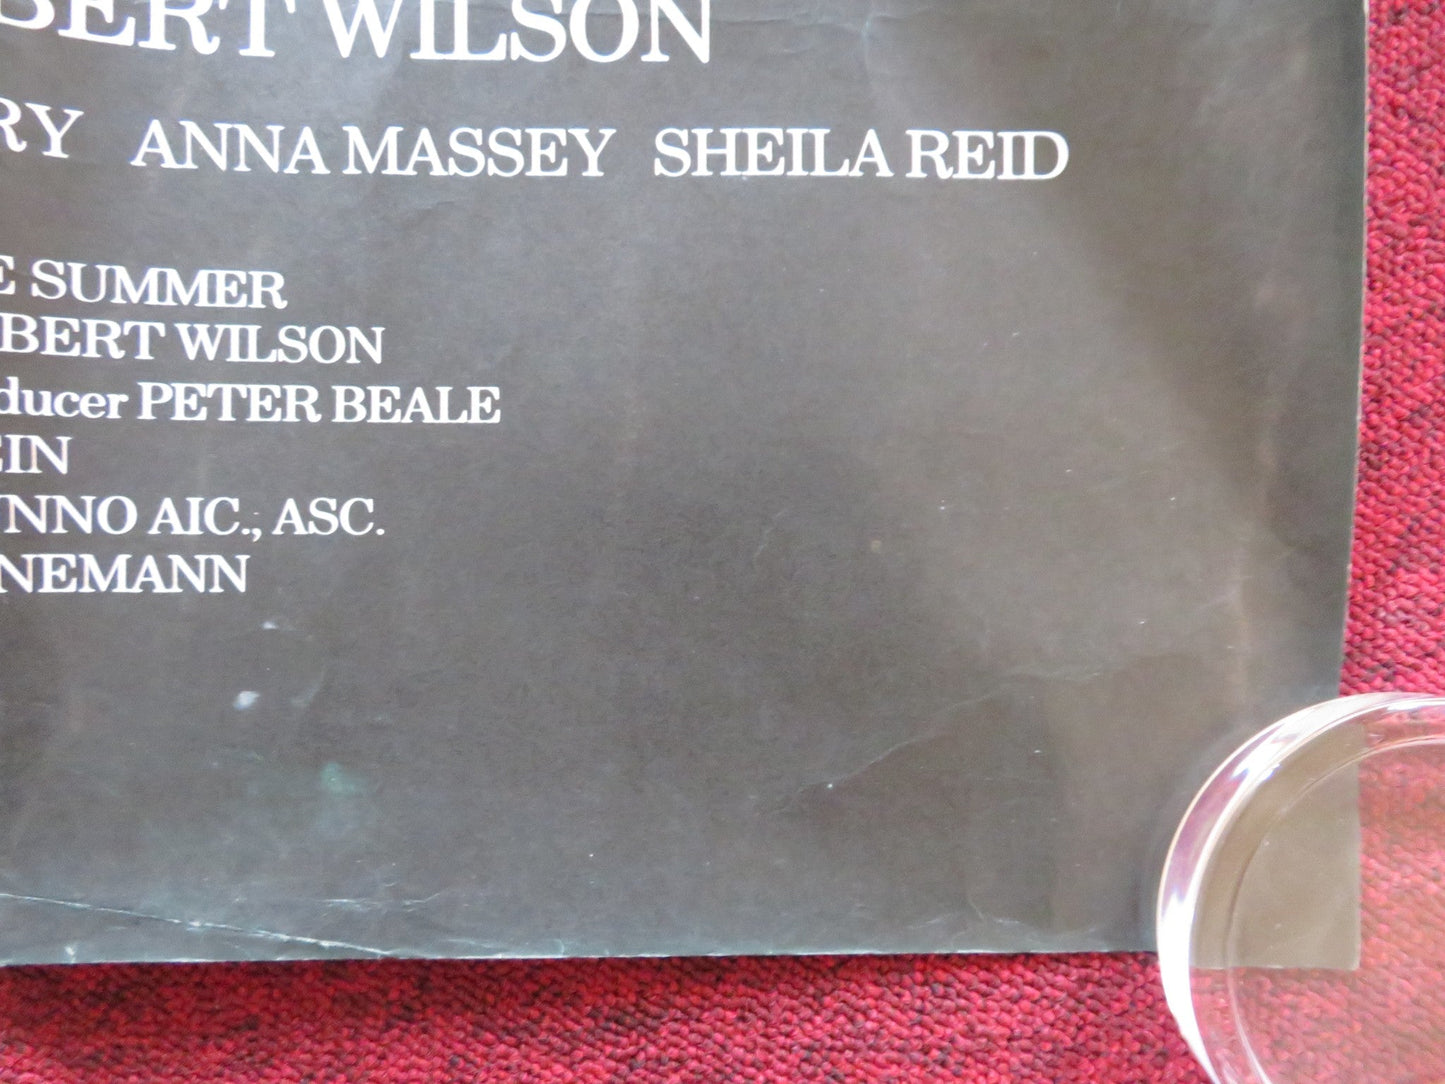 BERT WILSON
RY ANNA MASSEY SHEILA REID
E SUMMER
BERT WILSON
ducer PETER BEALE
EIN
NNO AIC., ASC.
NEMANN